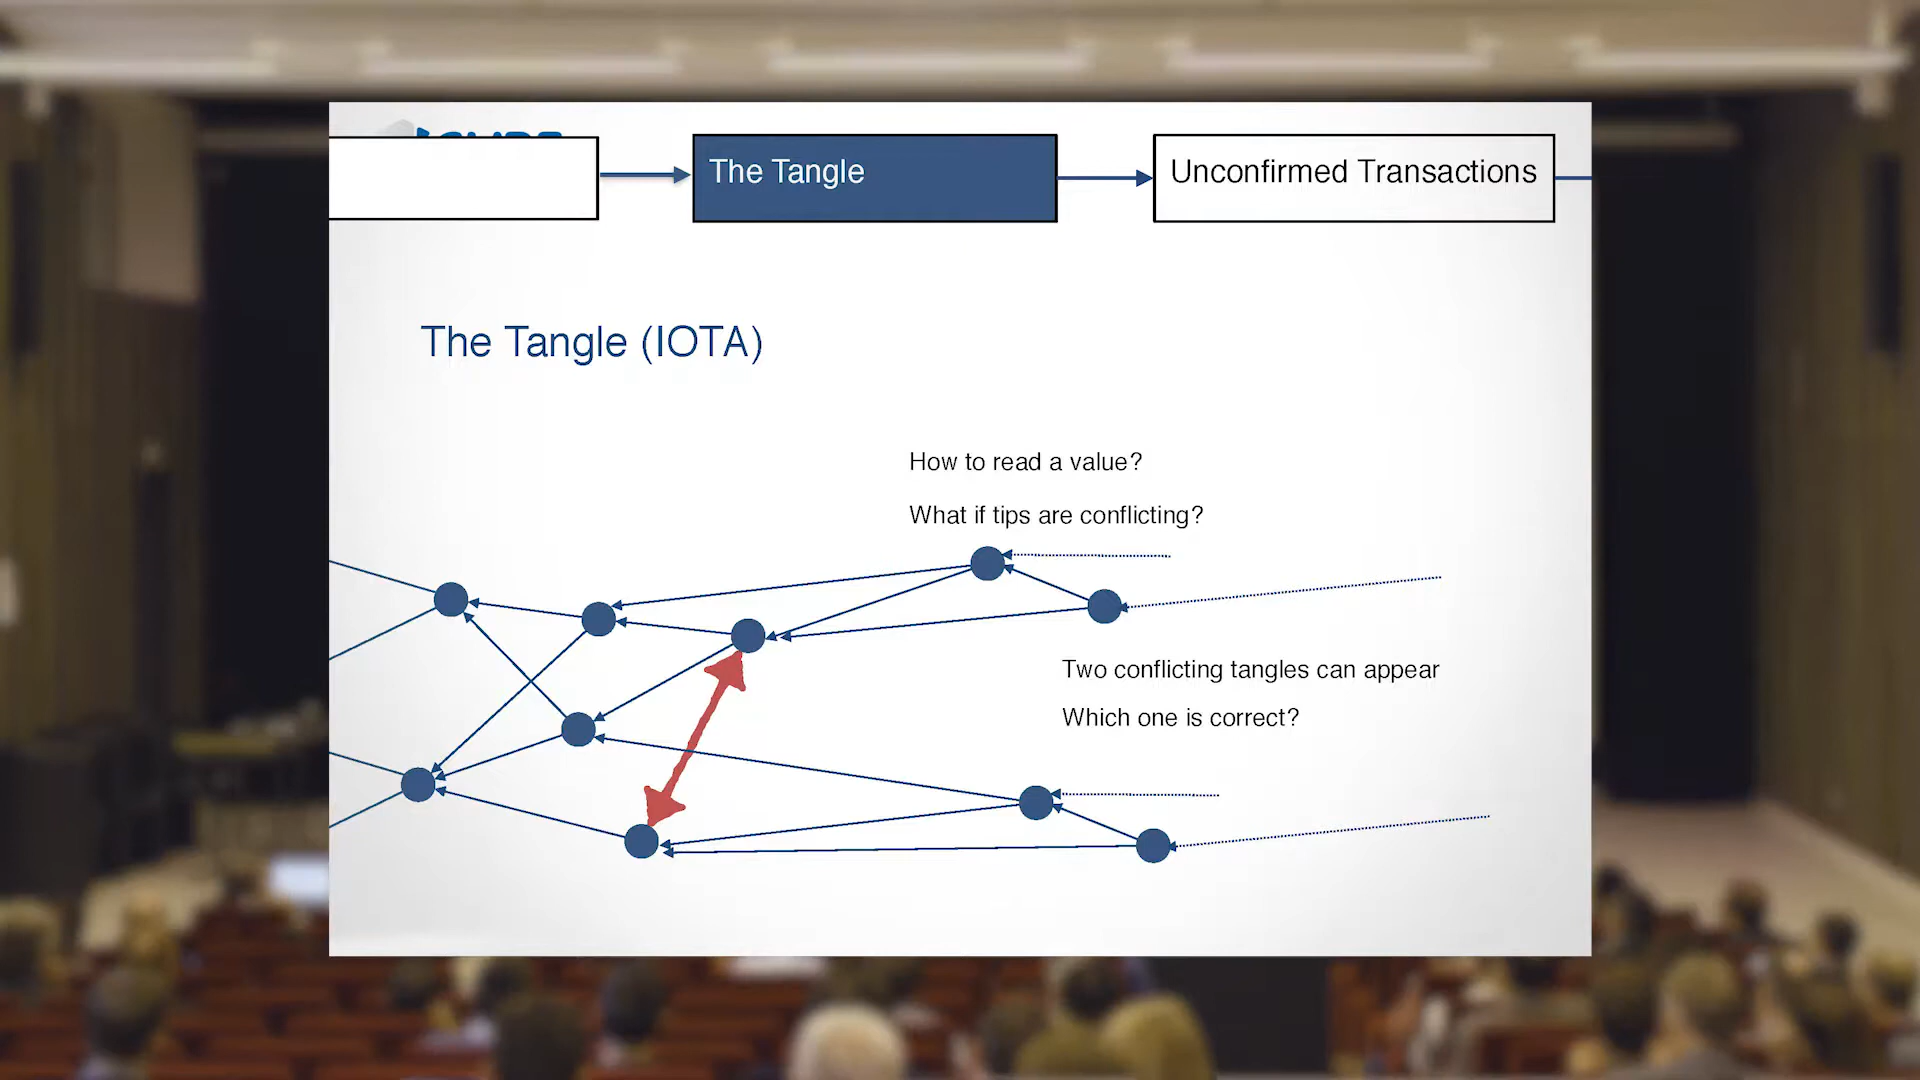 The Tangle
Unconfirmed Transactions
The Tangle (IOTA)
How to read a value?
What if tips are conflicting?
Two conflicting tangles can appear
Which one is correct?